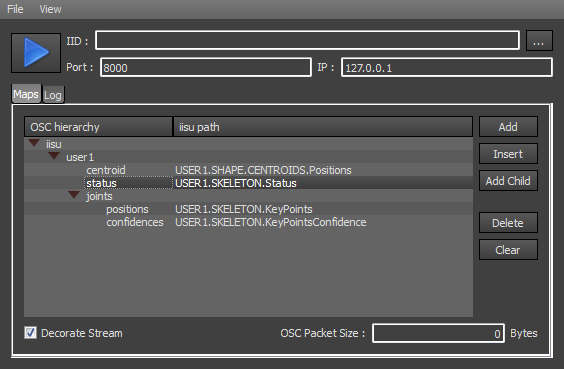 File View
IID :
...
Port : 8000 IP : 127.0.0.1
Maps Log
OSC hierarchy iisu path
Add
iisu
user1
Insert
centroid USER1.SHAPE.CENTROIDS.Positions
status USER1.SKELETON.Status
Add Child
joints
positions USER1.SKELETON.KeyPoints
confidences USER1.SKELETON.KeyPointsConfidence
Delete
Clear
Decorate Stream OSC Packet Size : 0 Bytes